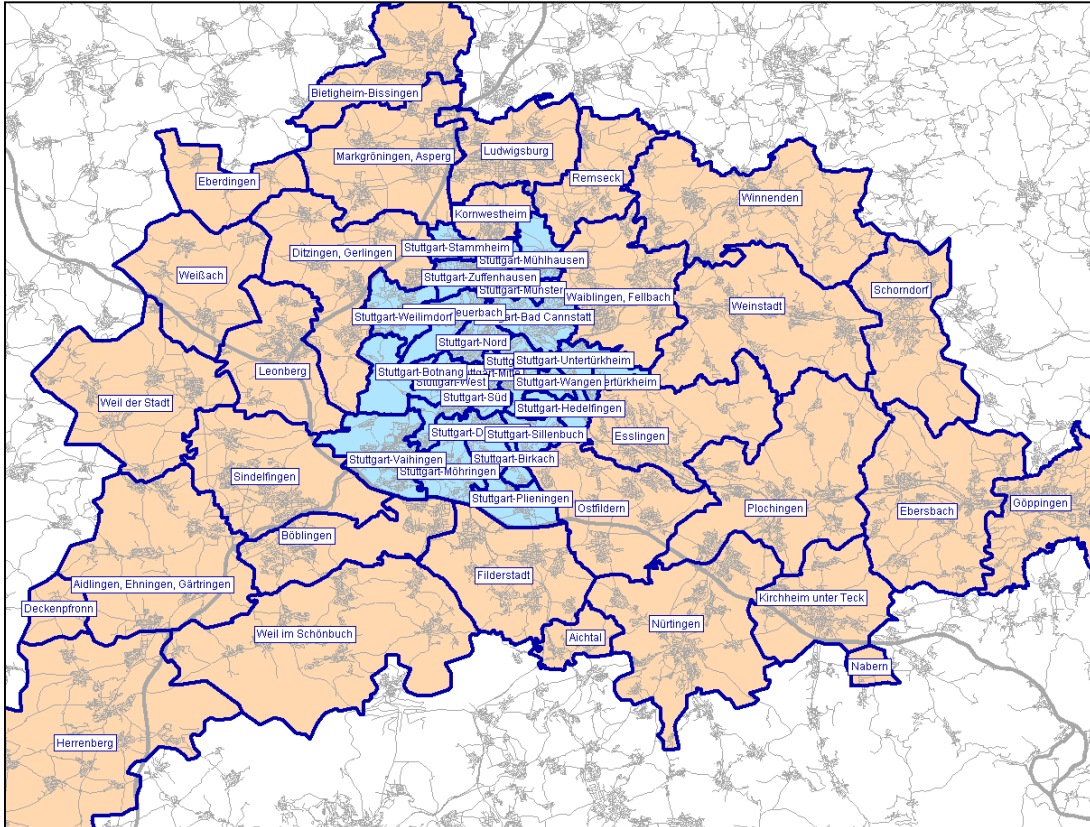 Bietigheim-Bissingen
Ludwigsburg
Markgröningen, Asperg
Remseck
Eberdingen
Winnenden
Kornwestheim
Stuttgart-Stammheim
Ditzingen, Gerlingen
Stuttgart-Mühlhausen
Weißach
Stuttgart-Zuffenhausen
Schorndorf
Stuttgart-Münster
Waiblingen, Fellbach
Weinstadt
Stuttgart-Weilimdorf
Bad Cannstatt
Stuttgart-Nord
Stuttgart-Untertürkheim
Leonberg
Stuttgart-Botnang
Stuttgart-West
Stuttgart-Wangen
Stuttgart-Süd
Weil der Stadt
Stuttgart-Hedelfingen
Stuttgart-Sillenbuch
Esslingen
Stuttgart-Vaihingen
Stuttgart-Birkach
Stuttgart-Möhringen
Sindelfingen
Göppingen
Stuttgart-Plieningen
Ostfildern
Plochingen
Ebersbach
Böblingen
Filderstadt
Aidlingen, Ehningen, Gärtringen
Kirchheim unter Teck
Deckenpfronn
Nürtingen
Weil im Schönbuch
Aichtal
Nabern
Herrenberg